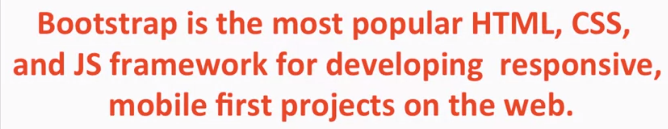 Bootstrap is the most popular HTML, CSS,
and JS framework for developing  responsive,
mobile first projects on the web.